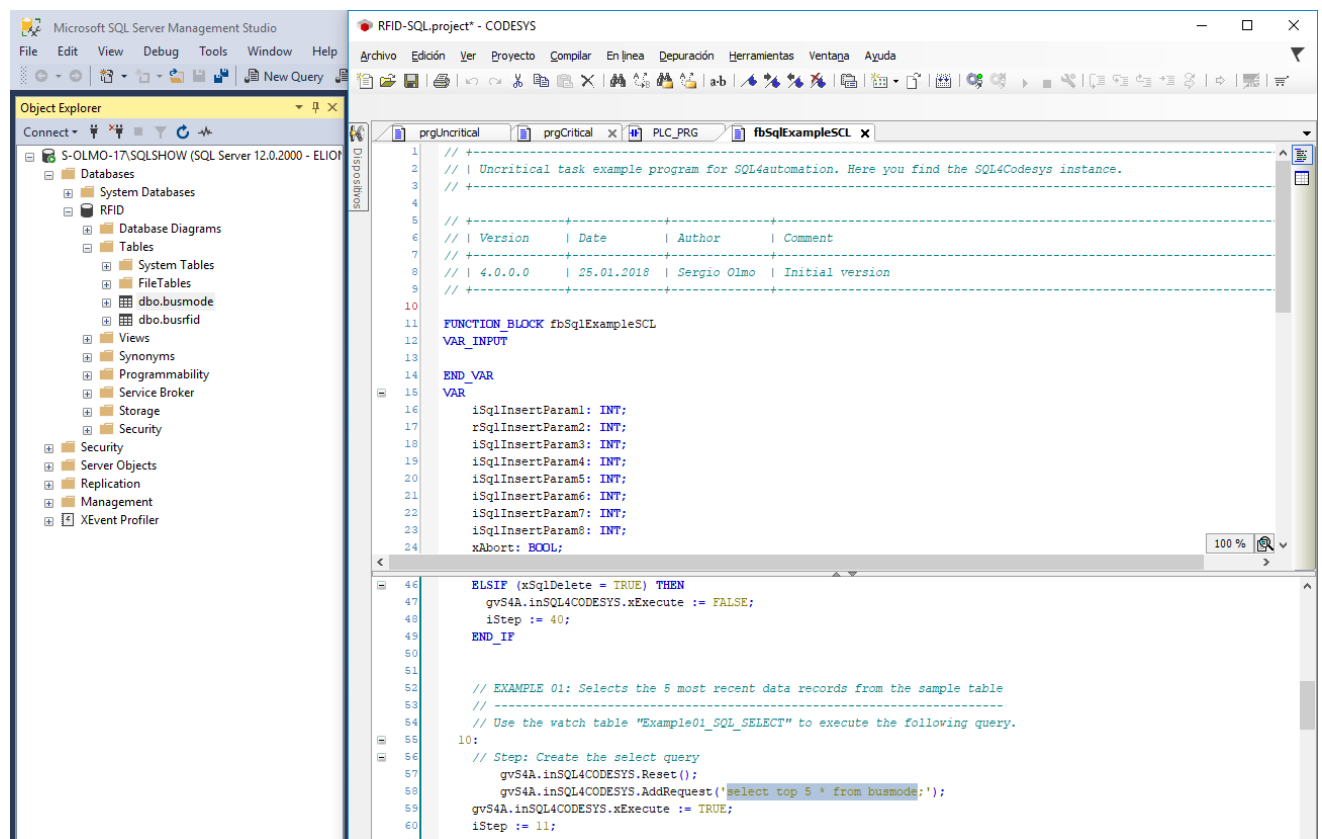 Microsoft SQL Server Management Studio
File Edit View Debug Tools Window Help
New Query
Object Explorer
Connect
S-OLMO-17\SQLSHOW (SQL Server 12.0.2000 - ELION
Databases
System Databases
RFID
Database Diagrams
Tables
System Tables
FileTables
dbo.busmode
dbo.busrfid
Views
Synonyms
Programmability
Service Broker
Storage
Security
Security
Server Objects
Replication
Management
XEvent Profiler
RFID-SQL.project* - CODESYS
Archivo Edición Ver Proyecto Compilar En línea Depuración Herramientas Ventana Ayuda
Dispositivos
prgUncritical prgCritical PLC_PRG fbSqlExampleSCL
1 // +-----------------------------------------------------------------
2 // | Uncritical task example program for SQL4automation. Here you find the SQL4Codesys instance.
3 // +-----------------------------------------------------------------
4
5 // +-------------+-------------+--------------+---------------------
6 // | Version | Date | Author | Comment
7 // +-------------+-------------+--------------+---------------------
8 // | 4.0.0.0 | 25.01.2018 | Sergio Olmo | Initial version
9 // +-------------+-------------+--------------+---------------------
10
11 FUNCTION_BLOCK fbSqlExampleSCL
12 VAR_INPUT
13
14 END_VAR
15 VAR
16 iSqlInsertParam1: INT;
17 rSqlInsertParam2: INT;
18 iSqlInsertParam3: INT;
19 iSqlInsertParam4: INT;
20 iSqlInsertParam5: INT;
21 iSqlInsertParam6: INT;
22 iSqlInsertParam7: INT;
23 iSqlInsertParam8: INT;
24 xAbort: BOOL;
100 %
46 ELSIF (xSqlDelete = TRUE) THEN
47 gvS4A.inSQL4CODESYS.xExecute := FALSE;
48 iStep := 40;
49 END_IF
50
51
52 // EXAMPLE 01: Selects the 5 most recent data records from the sample table
53 // -----------------------------------------------------------------
54 // Use the watch table "Example01_SQL_SELECT" to execute the following query.
55 10:
56 // Step: Create the select query
57 gvS4A.inSQL4CODESYS.Reset();
58 gvS4A.inSQL4CODESYS.AddRequest('select top 5 * from busmode;');
59 gvS4A.inSQL4CODESYS.xExecute := TRUE;
60 iStep := 11;